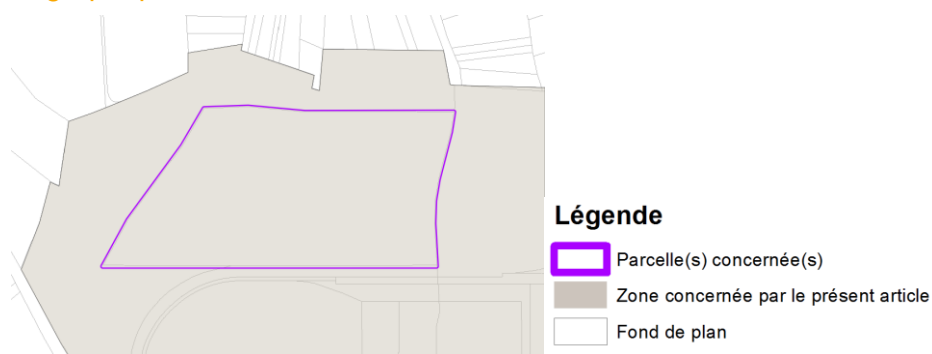 Légende
Parcelle(s) concernée(s)
Zone concernée par le présent article
Fond de plan